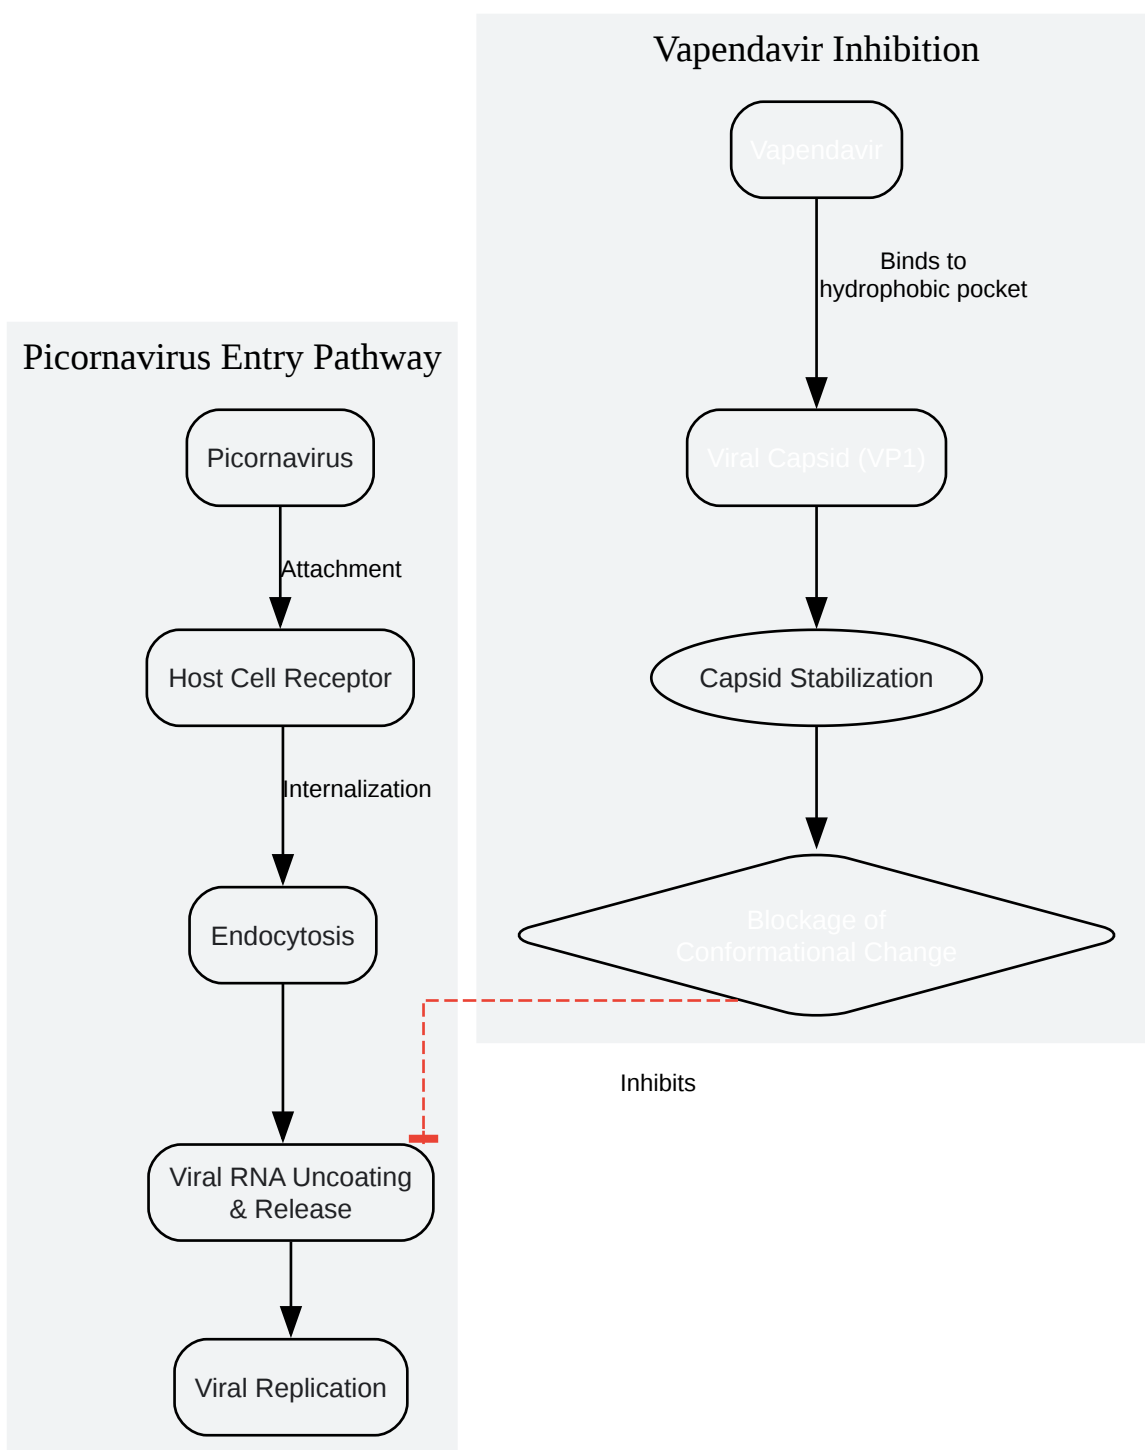 Vapendavir Inhibition
Vapendavir
Binds to
hydrophobic pocket
Viral Capsid (VP1)
Capsid Stabilization
Blockage of
Conformational Change
Inhibits
Picornavirus Entry Pathway
Picornavirus
Attachment
Host Cell Receptor
Internalization
Endocytosis
Viral RNA Uncoating
& Release
Viral Replication